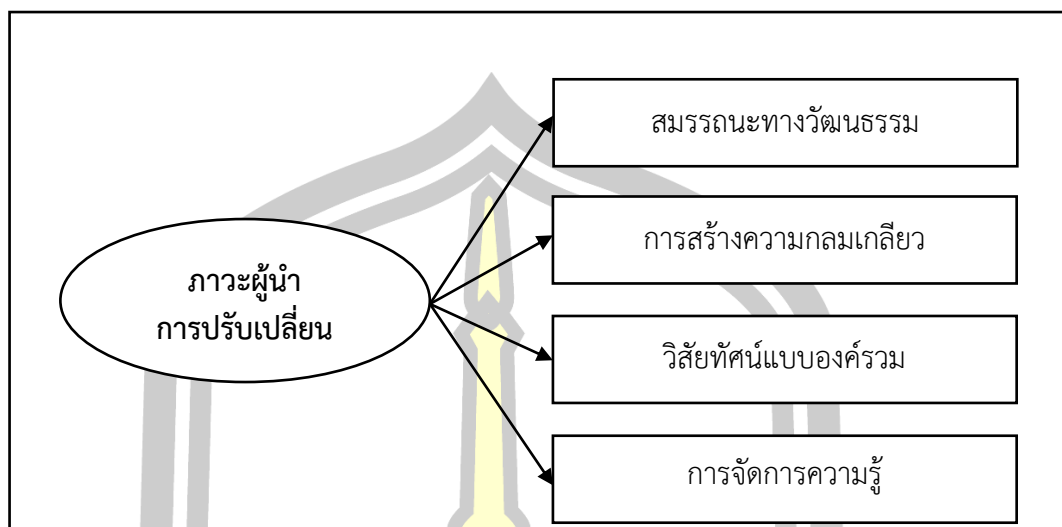 สมรรถนะทางวัฒนธรรม
การสร้างความกลมเกลียว
ภาวะผู้นำ
การปรับเปลี่ยน
วิสัยทัศน์แบบองค์รวม
การจัดการความรู้